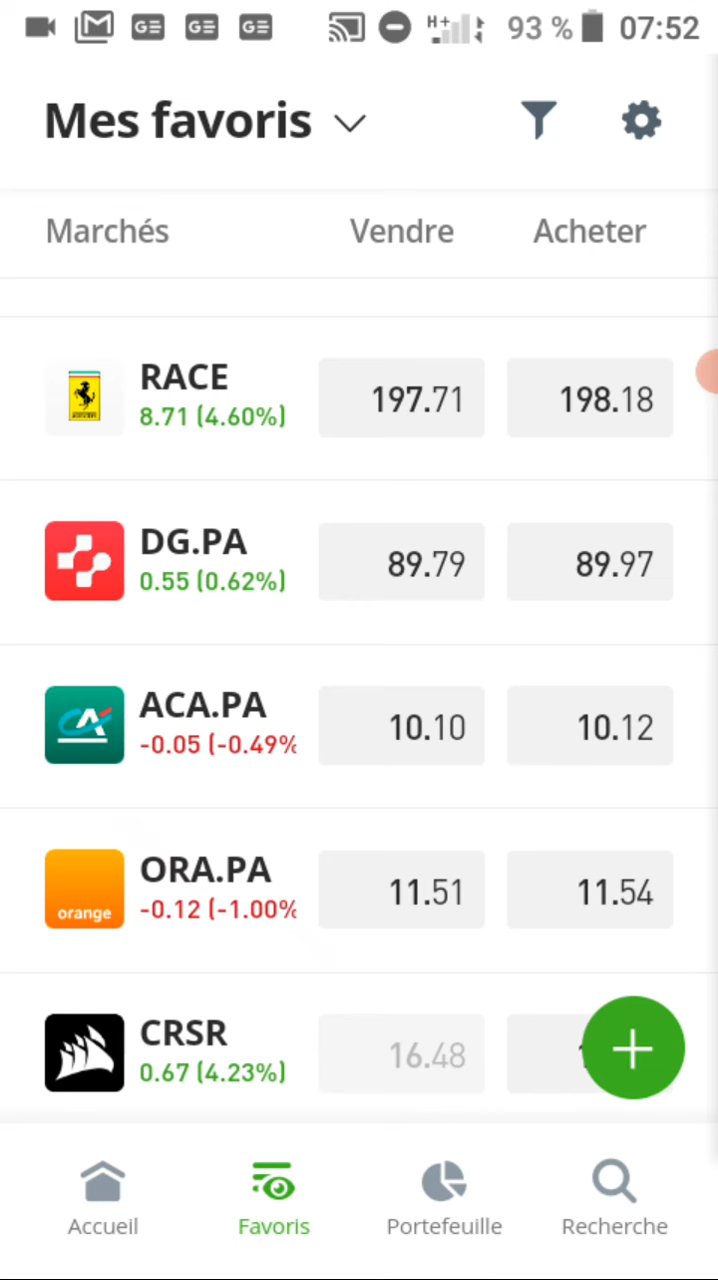 H+ 93 % 07:52
Mes favoris
Marchés Vendre Acheter
RACE 197.71 198.18
8.71 (4.60%)
DG.PA 89.79 89.97
0.55 (0.62%)
ACA.PA 10.10 10.12
-0.05 (-0.49%
ORA.PA 11.51 11.54
orange -0.12 (-1.00%
CRSR 16.48
0.67 (4.23%)
Accueil Favoris Portefeuille Recherche